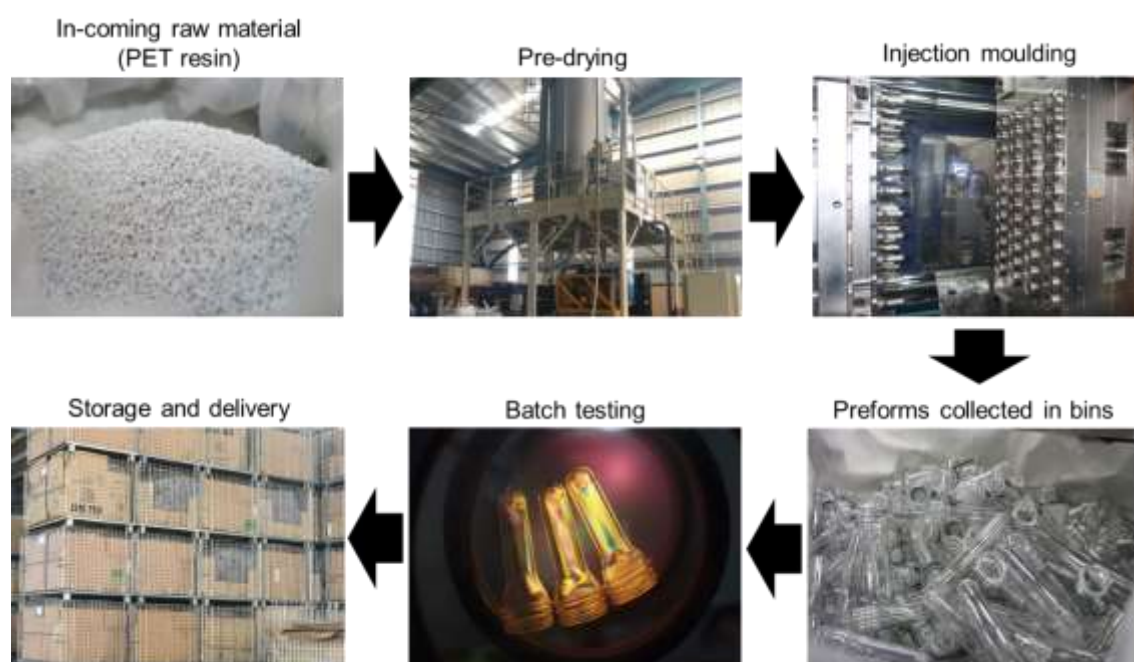 In-coming raw material
(PET resin)
Pre-drying
Injection moulding
Storage and delivery
Batch testing
Preforms collected in bins